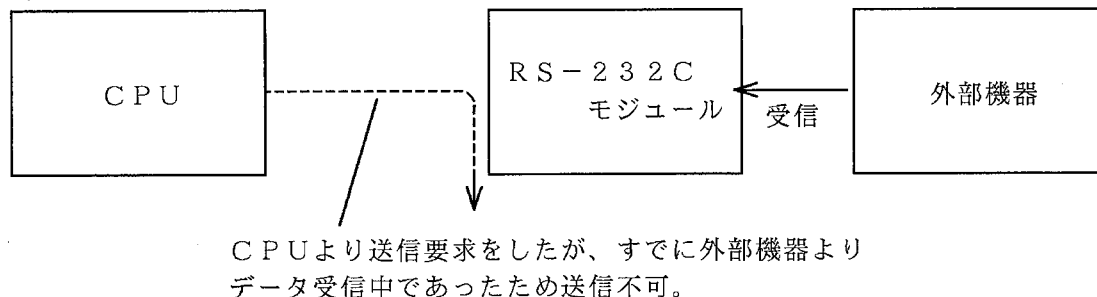 CPU
RS-232C
モジュール
受信
外部機器
CPUより送信要求をしたが、すでに外部機器より
データ受信中であったため送信不可。